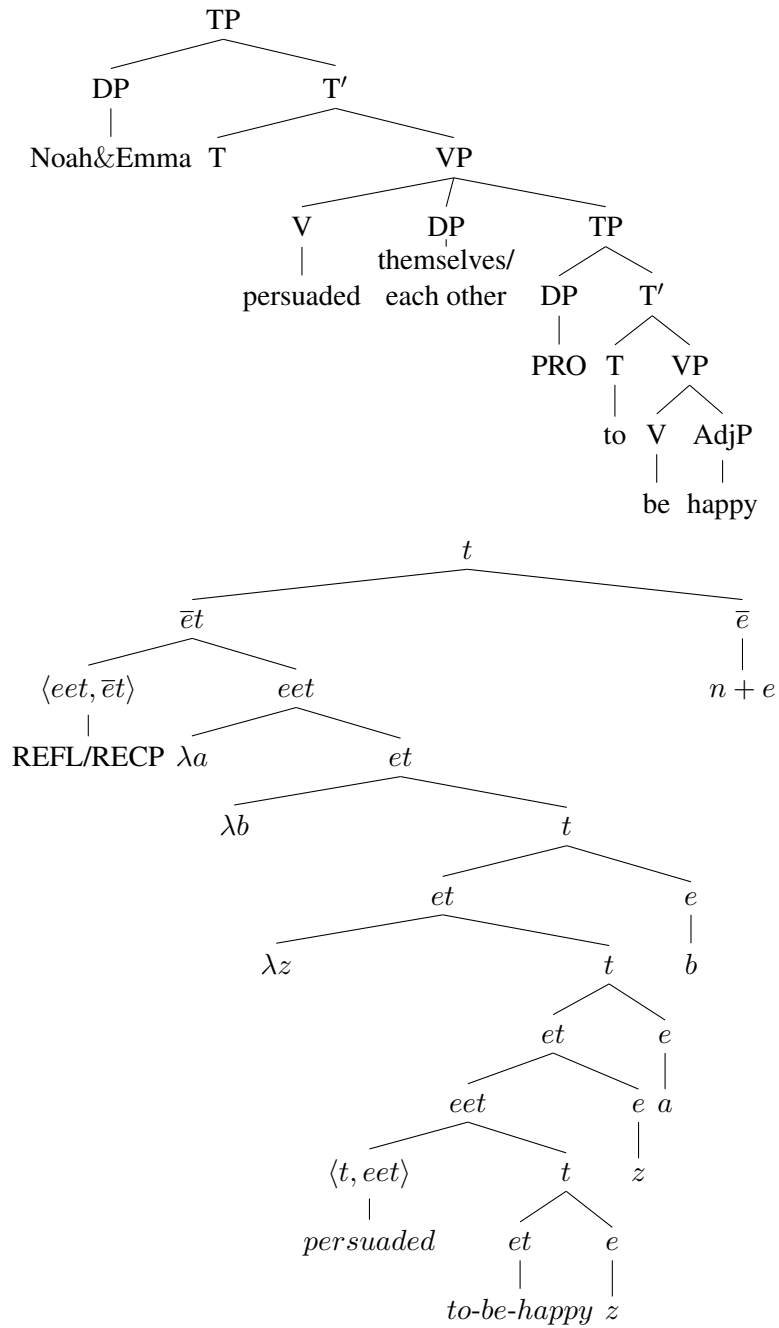 TP
DP T′
Noah&Emma T VP
V DP TP
themselves/
persuaded each other DP T′
PRO T VP
to V AdjP
be happy
t
e̅t e̅
⟨eet, e̅t⟩ eet n + e
REFL/RECP λa et
λb t
et e
λz t b
et e
eet e a
⟨t, eet⟩ t z
persuaded et e
to-be-happy z